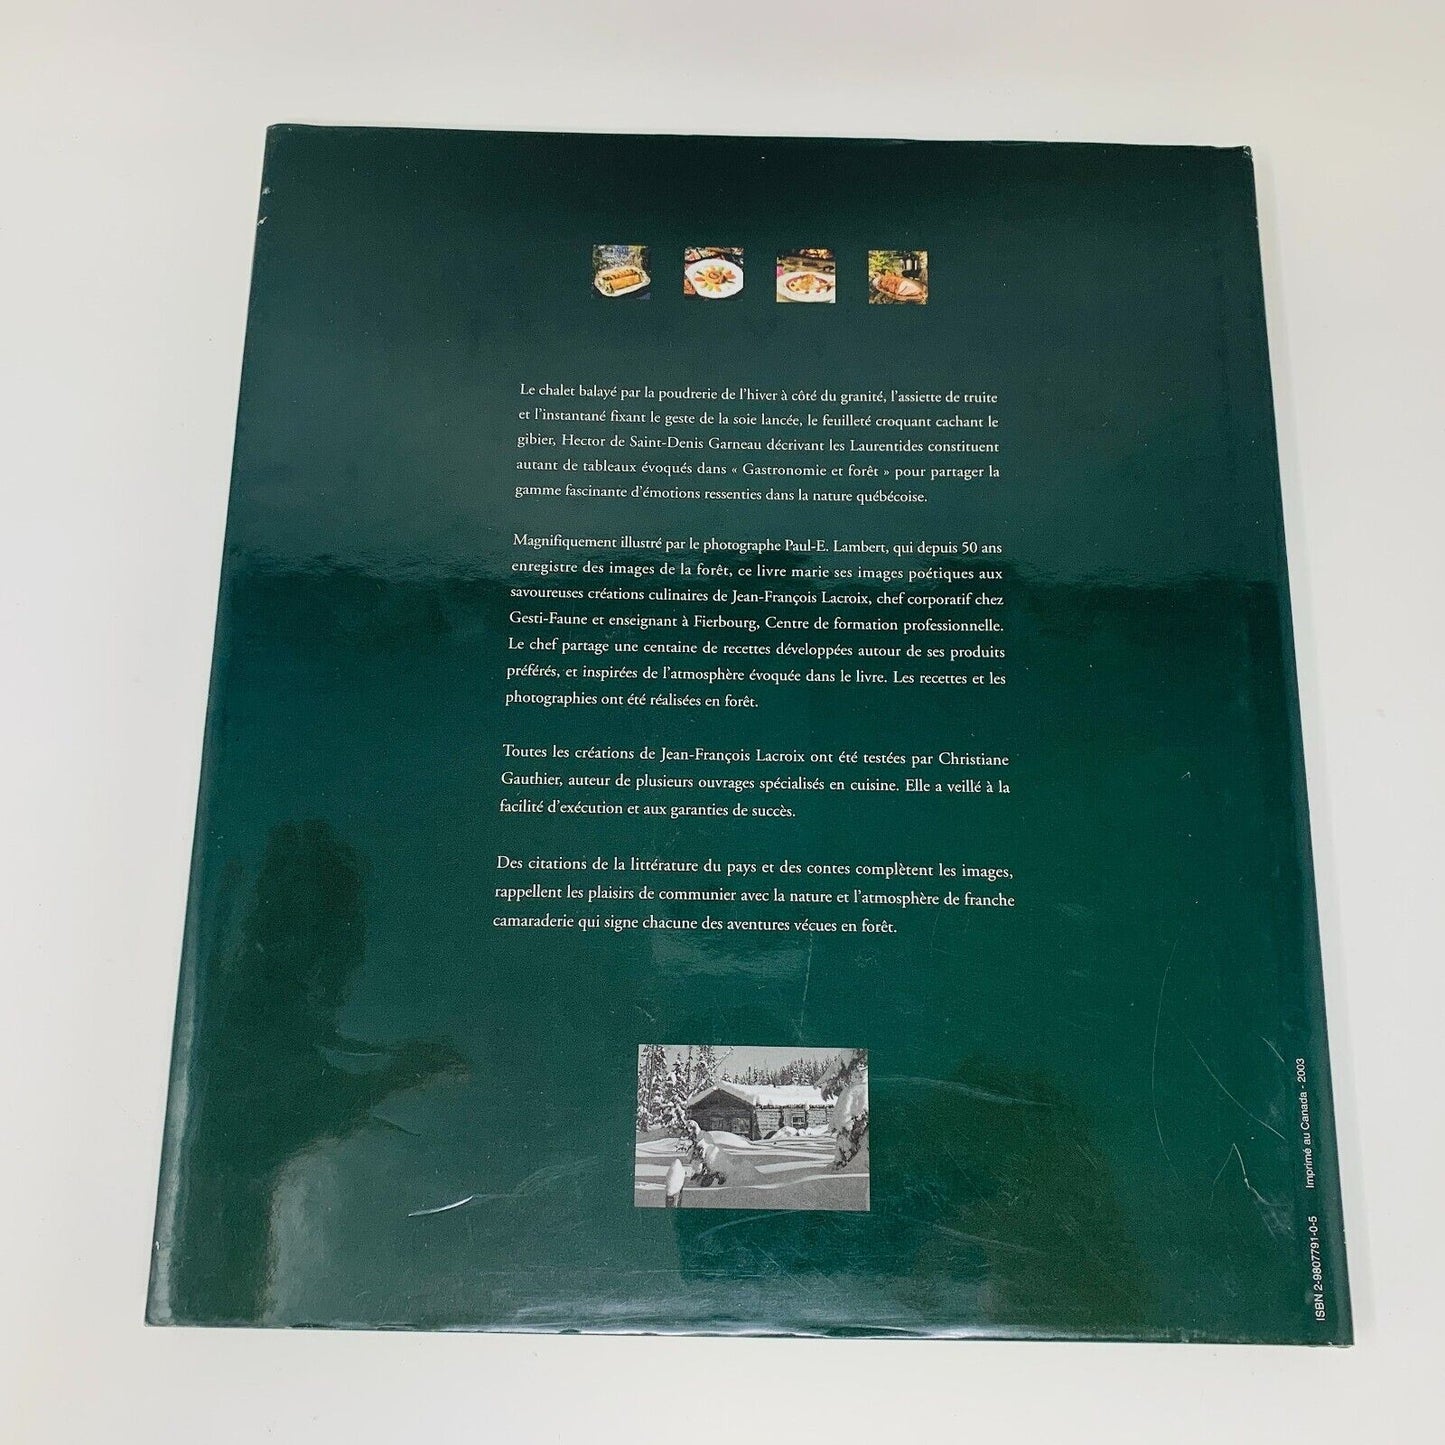 Le chalet balayé par la poudrerie de l'hiver à côté du granité, l'assiette de truite
et l'instantané fixant le geste de la soie lancée, le feuilleté croquant cachant le
gibier, Hector de Saint-Denis Garneau décrivant les Laurentides constituent
autant de tableaux évoqués dans « Gastronomie et forêt » pour partager la
gamme fascinante d'émotions ressenties dans la nature québécoise.
Magnifiquement illustré par le photographe Paul-E. Lambert, qui depuis 50 ans
enregistre des images de la forêt, ce livre marie ses images poétiques aux
savoureuses créations culinaires de Jean-François Lacroix, chef corporatif chez
Gesti-Faune et enseignant à Fierbourg, Centre de formation professionnelle.
Le chef partage une centaine de recettes développées autour de ses produits
préférés, et inspirées de l'atmosphère évoquée dans le livre. Les recettes et les
photographies ont été réalisées en forêt.
Toutes les créations de Jean-François Lacroix ont été testées par Christiane
Gauthier, auteur de plusieurs ouvrages spécialisés en cuisine. Elle a veillé à la
facilité d'exécution et aux garanties de succès.
Des citations de la littérature du pays et des contes complètent les images,
rappellent les plaisirs de communier avec la nature et l'atmosphère de franche
camaraderie qui signe chacune des aventures vécues en forêt.
ISBN 2-9807791-0-5 Imprimé au Canada - 2003